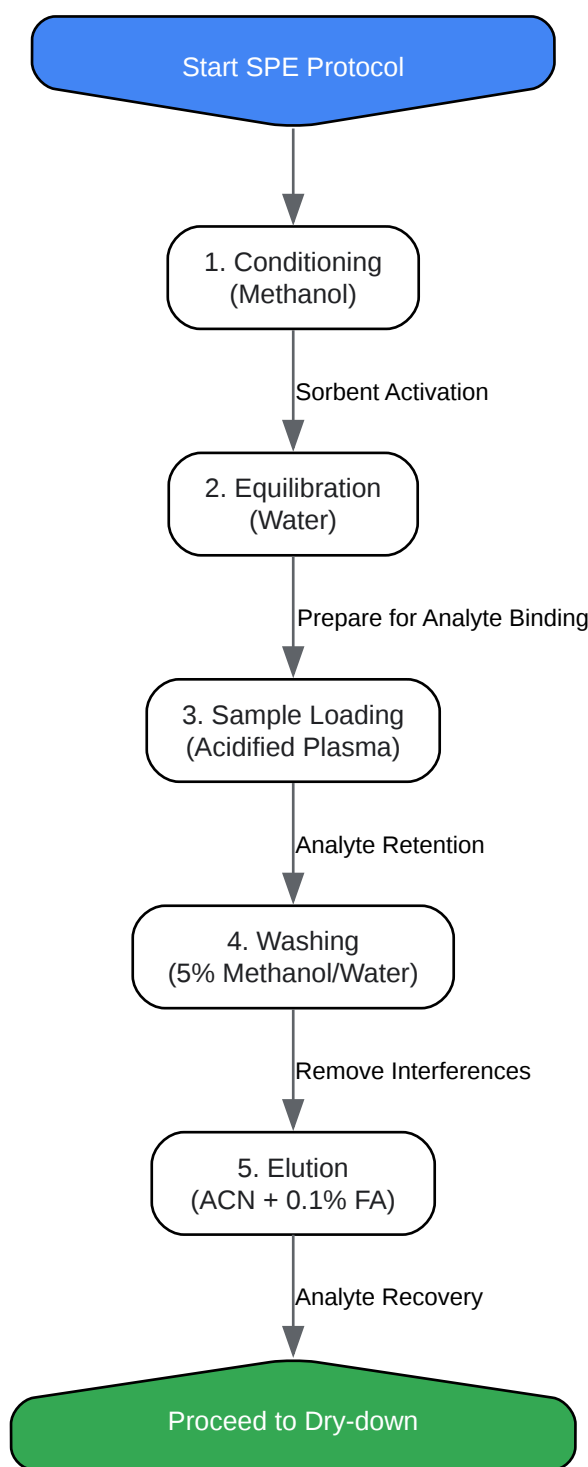 Start SPE Protocol
1. Conditioning
(Methanol)
Sorbent Activation
2. Equilibration
(Water)
Prepare for Analyte Binding
3. Sample Loading
(Acidified Plasma)
Analyte Retention
4. Washing
(5% Methanol/Water)
Remove Interferences
5. Elution
(ACN + 0.1% FA)
Analyte Recovery
Proceed to Dry-down